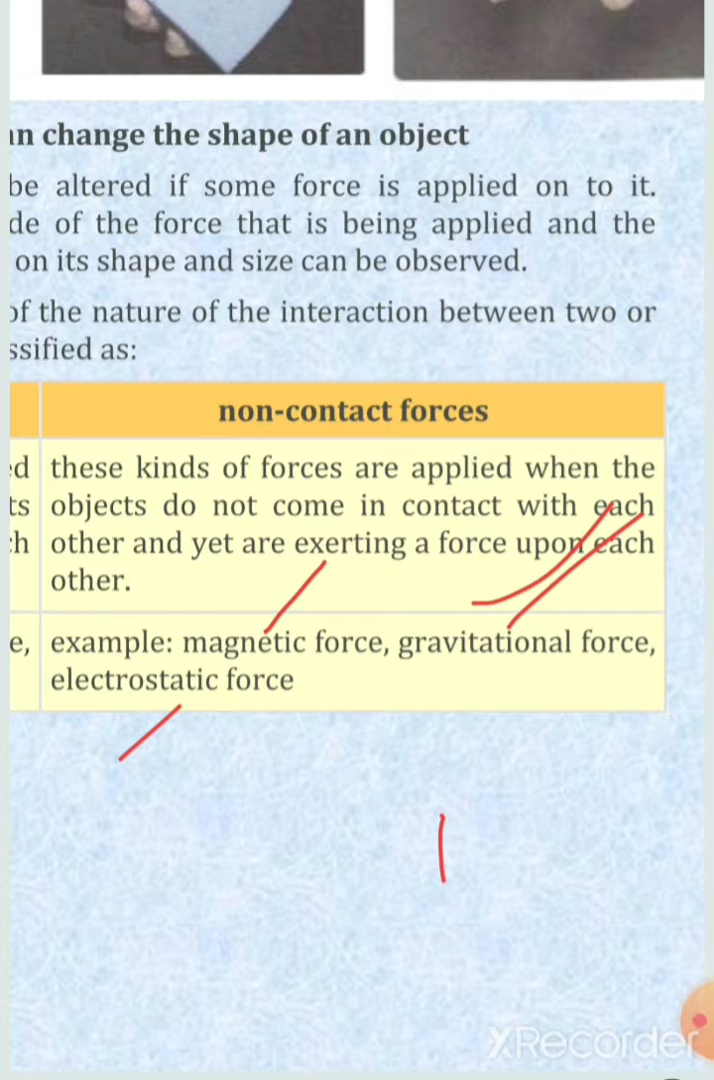 change the shape of an object
be altered if some force is applied on to it.
of the force that is being applied and the
on its shape and size can be observed.
of the nature of the interaction between two or
as:
non-contact forces
these kinds of forces are applied when the
objects do not come in contact with each
other and yet are exerting a force upon each
other.
example: magnetic force, gravitational force,
electrostatic force
XRecorder